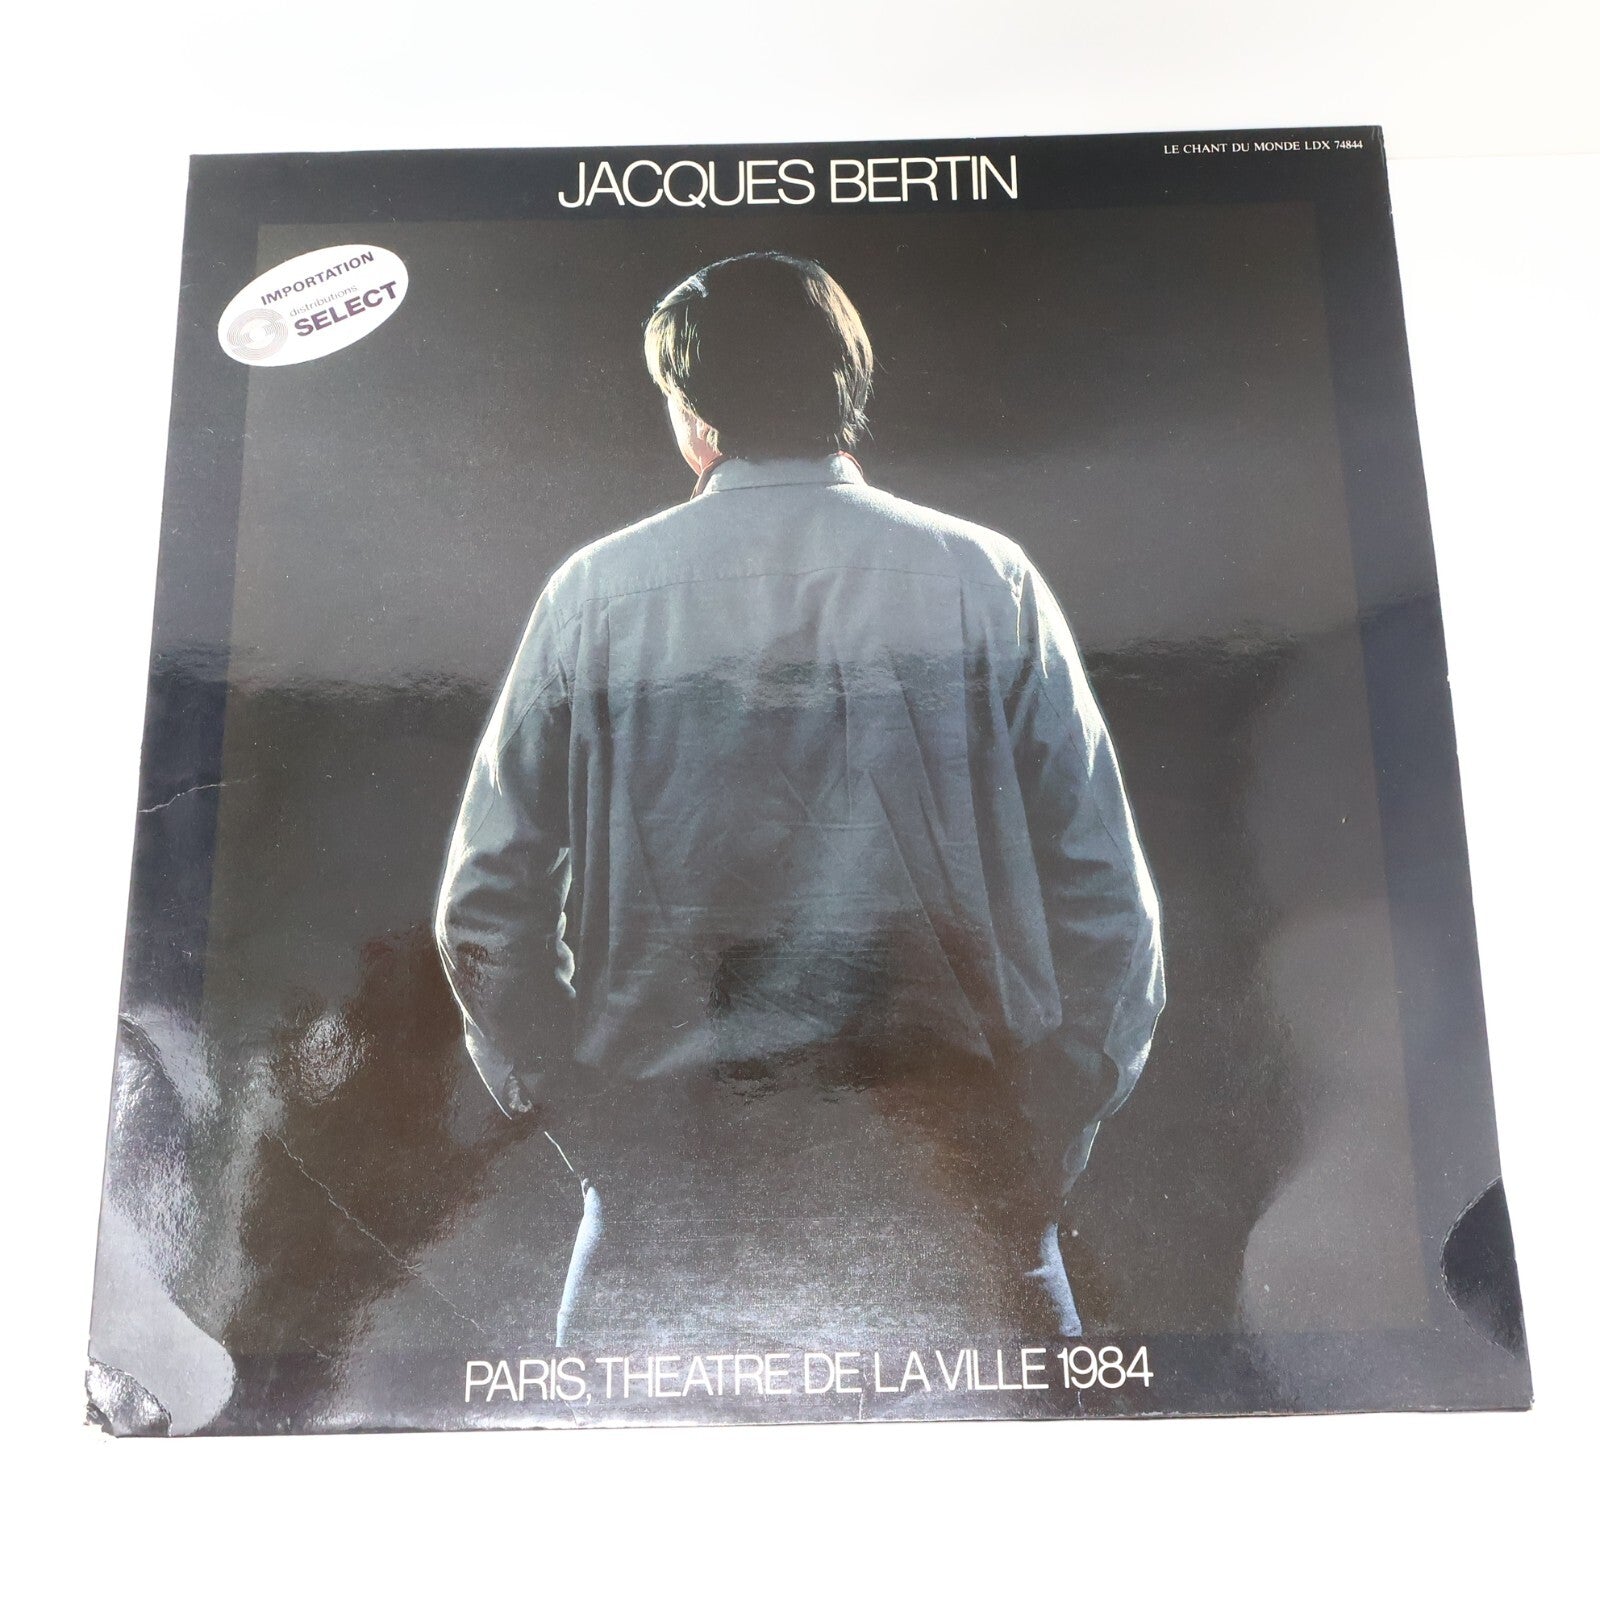 LE CHANT DU MONDE LDX 74844
JACQUES BERTIN
IMPORTATION
distributions
SELECT
PARIS, THEATRE DE LA VILLE 1984